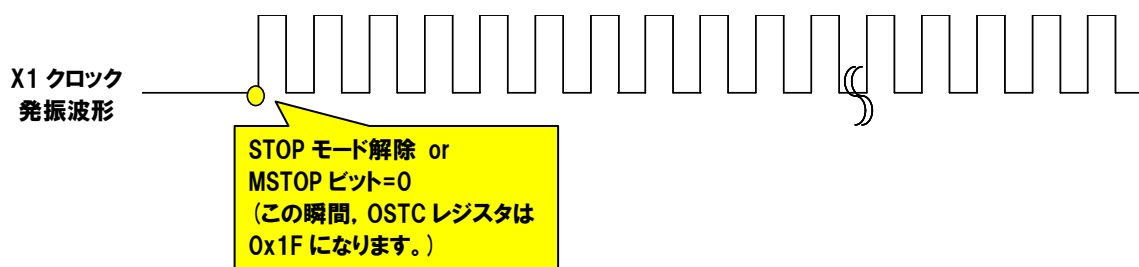 X1 クロック
発振波形
STOP モード解除 or
MSTOP ビット=0
（この瞬間, OSTC レジスタは
0x1F になります。）